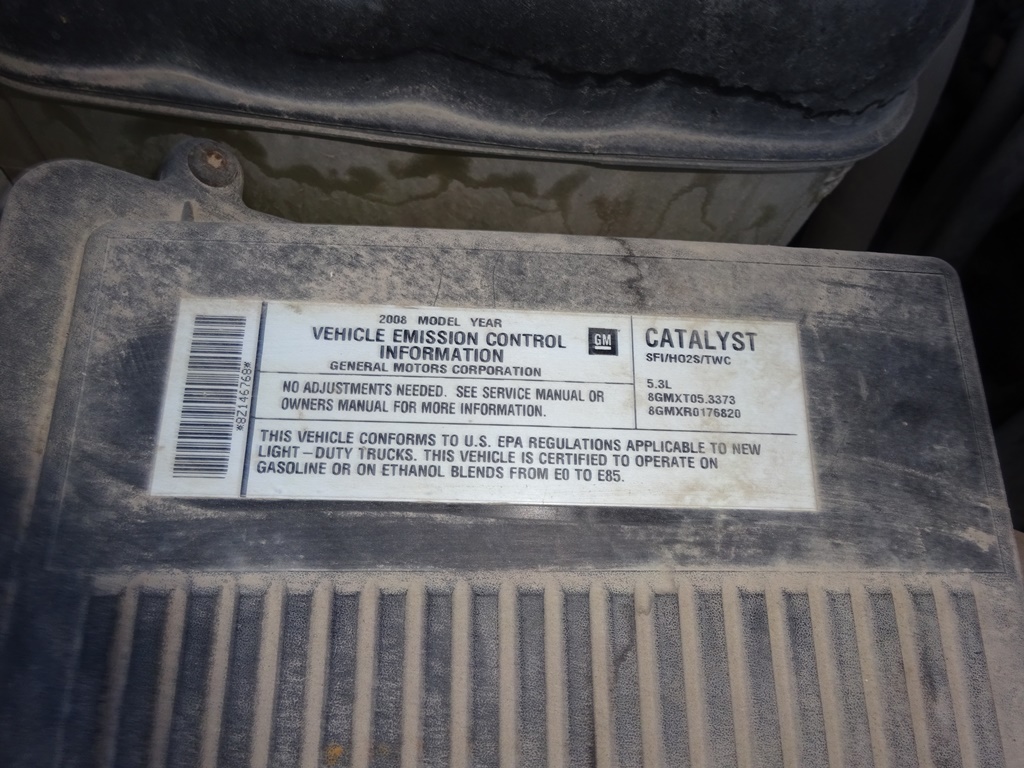 *8Z146768*
2008 MODEL YEAR
VEHICLE EMISSION CONTROL
INFORMATION
GENERAL MOTORS CORPORATION
GM
NO ADJUSTMENTS NEEDED. SEE SERVICE MANUAL OR
OWNERS MANUAL FOR MORE INFORMATION.
CATALYST
SFI/HO2S/TWC
5.3L
8GMXT05.3373
8GMXR0176820
THIS VEHICLE CONFORMS TO U.S. EPA REGULATIONS APPLICABLE TO NEW
LIGHT-DUTY TRUCKS. THIS VEHICLE IS CERTIFIED TO OPERATE ON
GASOLINE OR ON ETHANOL BLENDS FROM E0 TO E85.